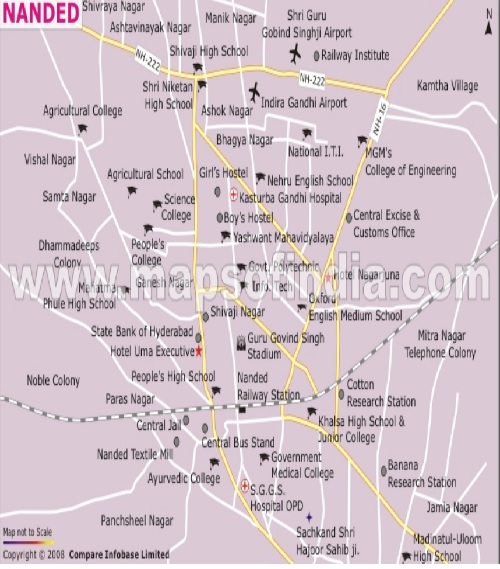 NANDED
Shivraya Nagar
Ashtavinayak Nagar
Manik Nagar
Shri Guru
Gobind Singhji Airport
N
Shivaji High School
Railway Institute
NH-222
NH-222
Shri Niketan
High School
Indira Gandhi Airport
Kamtha Village
Ashok Nagar
NH-16
Agricultural College
Bhagya Nagar
National I.T.I.
MGM's
College of Engineering
Vishal Nagar
Agricultural School
Girl's Hostel
Nehru English School
Samta Nagar
Science
College
Kasturba Gandhi Hospital
Boy's Hostel
Central Excise &
Customs Office
Dhammadeeps
Colony
People's
College
Yashwant Mahavidyalaya
Govt. Polytechnic
Hotel Nagarjuna
www.mapsofindia.com
Mahatma
Phule High School
Ganesh Nagar
Info. Tech
Oxford
English Medium School
Shivaji Nagar
State Bank of Hyderabad
Hotel Uma Executive
Guru Govind Singh
Stadium
Mitra Nagar
Telephone Colony
Noble Colony
People's High School
Nanded
Railway Station
Cotton
Research Station
Paras Nagar
Central Jail
Khalsa High School &
Junior College
Central Bus Stand
Nanded Textile Mill
Government
Medical College
Banana
Research Station
Ayurvedic College
S.G.G.S.
Hospital OPD
Jamia Nagar
Panchsheel Nagar
Sachkand Shri
Hajoor Sahib ji.
Madinatul-Uloom
High School
Map not to Scale
Copyright © 2008 Compare Infobase Limited